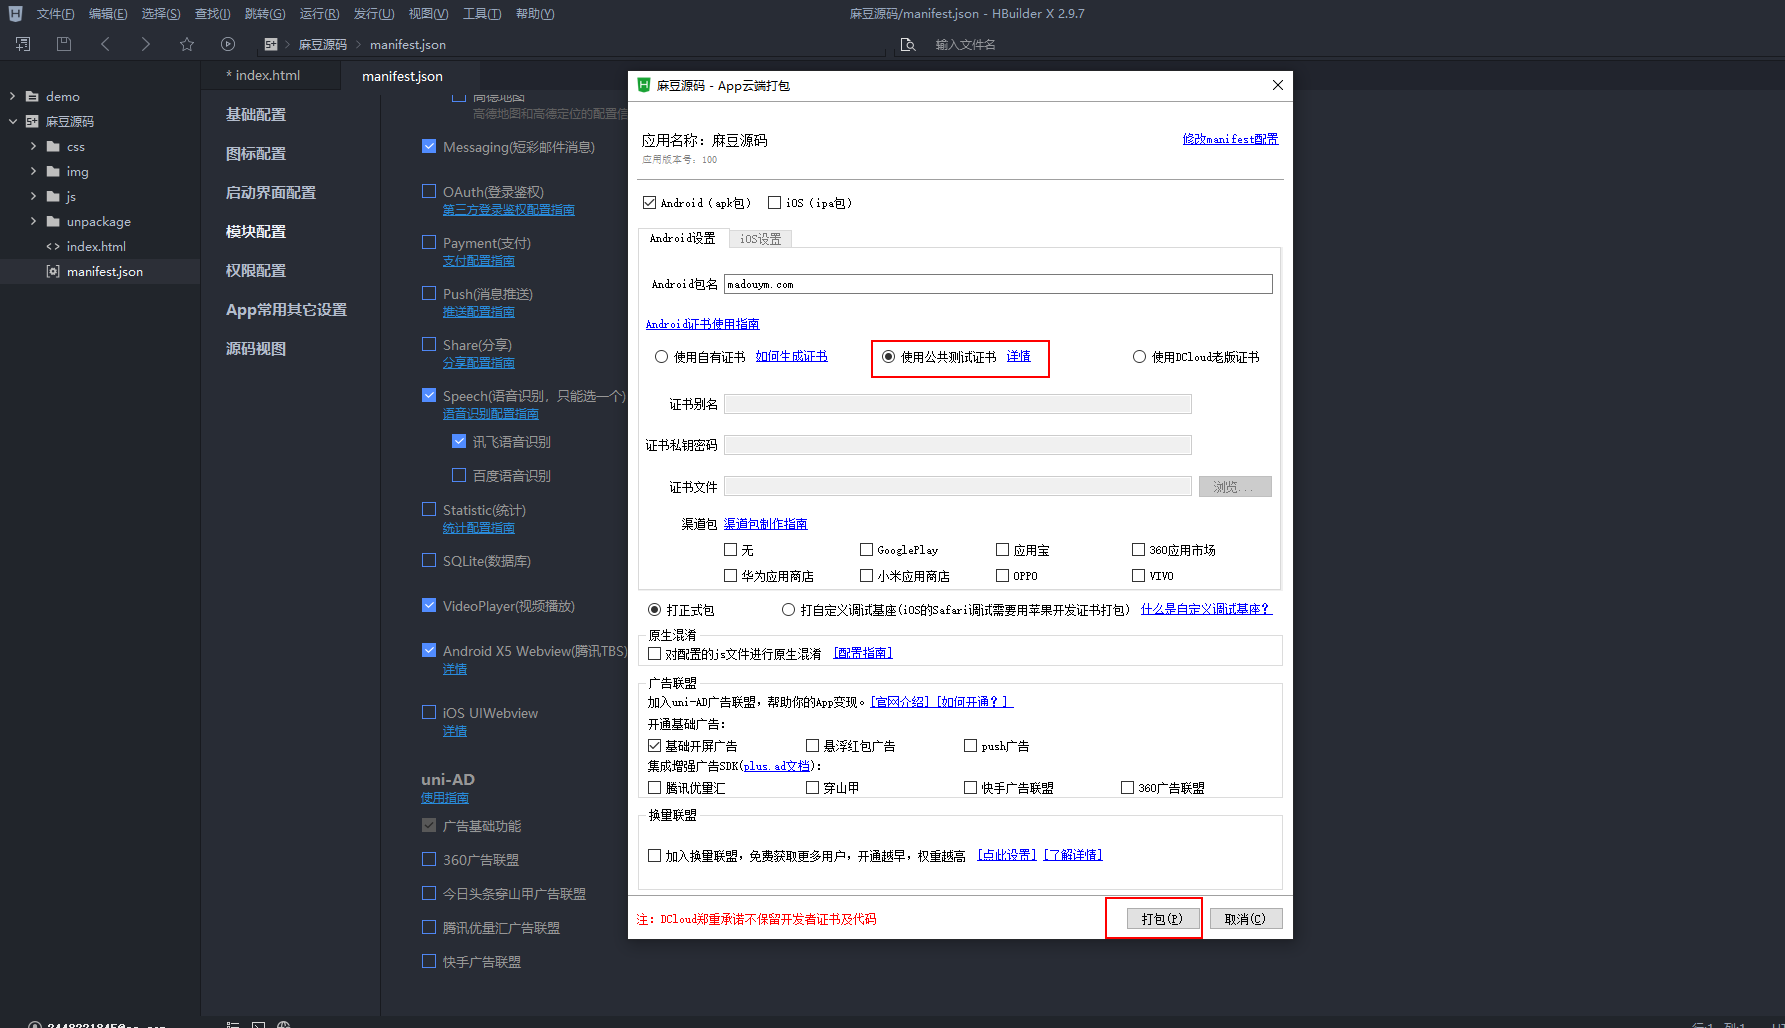 文件(F) 编辑(E) 选择(S) 查找(I) 跳转(G) 运行(R) 发行(U) 视图(V) 工具(T) 帮助(Y)
麻豆源码/manifest.json - HBuilder X 2.9.7
麻豆源码 manifest.json
输入文件名
* index.html
manifest.json
demo
麻豆源码
css
img
js
unpackage
index.html
manifest.json
基础配置
图标配置
启动界面配置
模块配置
权限配置
App常用其它设置
源码视图
高德地图
高德地图和高德定位的配置信
Messaging(短彩邮件消息)
OAuth(登录鉴权)
第三方登录鉴权配置指南
Payment(支付)
支付配置指南
Push(消息推送)
推送配置指南
Share(分享)
分享配置指南
Speech(语音识别，只能选一个)
语音识别配置指南
讯飞语音识别
百度语音识别
Statistic(统计)
统计配置指南
SQLite(数据库)
VideoPlayer(视频播放)
Android X5 Webview(腾讯TBS)
详情
iOS UIWebview
详情
uni-AD
使用指南
广告基础功能
360广告联盟
今日头条穿山甲广告联盟
腾讯优量汇广告联盟
快手广告联盟
麻豆源码 - App云端打包
应用名称：麻豆源码
修改manifest配置
应用版本号：100
Android（apk包） iOS（ipa包）
Android设置 iOS设置
Android包名 madouym.com
Android证书使用指南
使用自有证书 如何生成证书 使用公共测试证书 详情 使用DCloud老版证书
证书别名
证书私钥密码
证书文件 浏览...
渠道包 渠道包制作指南
无 GooglePlay 应用宝 360应用市场
华为应用商店 小米应用商店 OPPO VIVO
打正式包 打自定义调试基座(iOS的Safari调试需要用苹果开发证书打包) 什么是自定义调试基座？
原生混淆
对配置的js文件进行原生混淆 [配置指南]
广告联盟
加入uni-AD广告联盟，帮助你的App变现。[官网介绍] [如何开通？]
开通基础广告：
基础开屏广告 悬浮红包广告 push广告
集成增强广告SDK(plus.ad文档)：
腾讯优量汇 穿山甲 快手广告联盟 360广告联盟
换量联盟
加入换量联盟，免费获取更多用户，开通越早，权重越高 [点此设置] [了解详情]
注：DCloud郑重承诺不保留开发者证书及代码
打包(P) 取消(C)